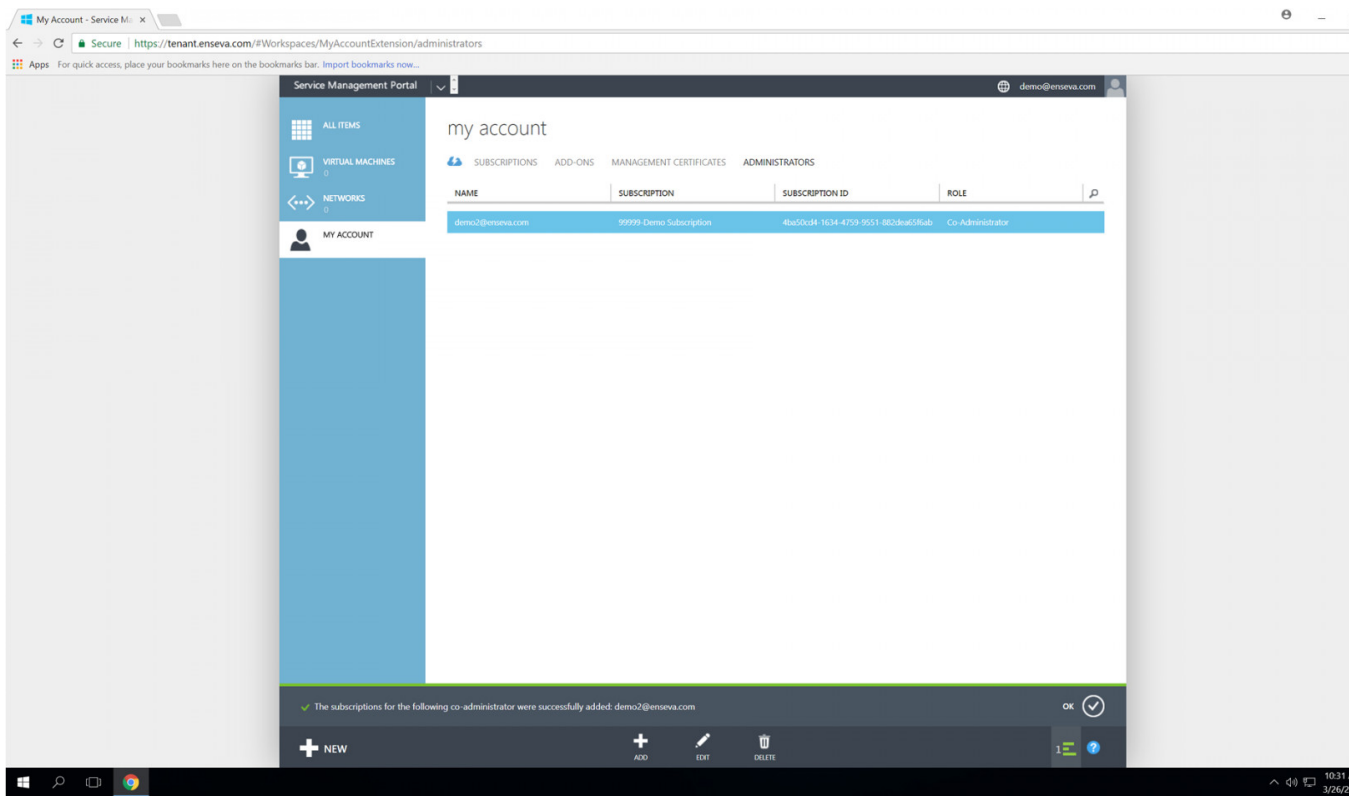 My Account - Service Ma
Secure https://tenant.enseva.com/#Workspaces/MyAccountExtension/administrators
Apps For quick access, place your bookmarks here on the bookmarks bar. Import bookmarks now...
Service Management Portal demo@enseva.com
ALL ITEMS
VIRTUAL MACHINES
0
NETWORKS
0
MY ACCOUNT
my account
SUBSCRIPTIONS ADD-ONS MANAGEMENT CERTIFICATES ADMINISTRATORS
NAME SUBSCRIPTION SUBSCRIPTION ID ROLE
demo2@enseva.com 99999-Demo Subscription 4ba50cd4-1634-4759-9551-882dea65f6ab Co-Administrator
The subscriptions for the following co-administrator were successfully added: demo2@enseva.com OK
NEW ADD EDIT DELETE 1 ?
10:31
3/26/2